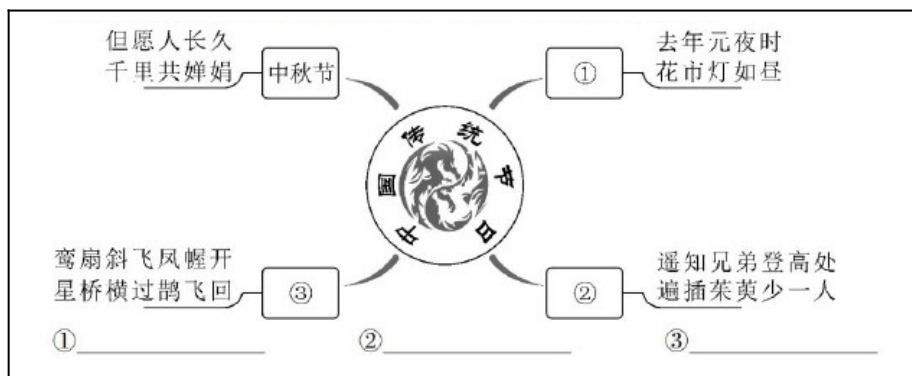 但愿人长久
千里共婵娟
中秋节
①
去年元夜时
花市灯如昼
中国传统节日
鸾扇斜飞凤幄开
星桥横过鹊飞回
③
②
遥知兄弟登高处
遍插茱萸少一人
①________ ②________ ③________